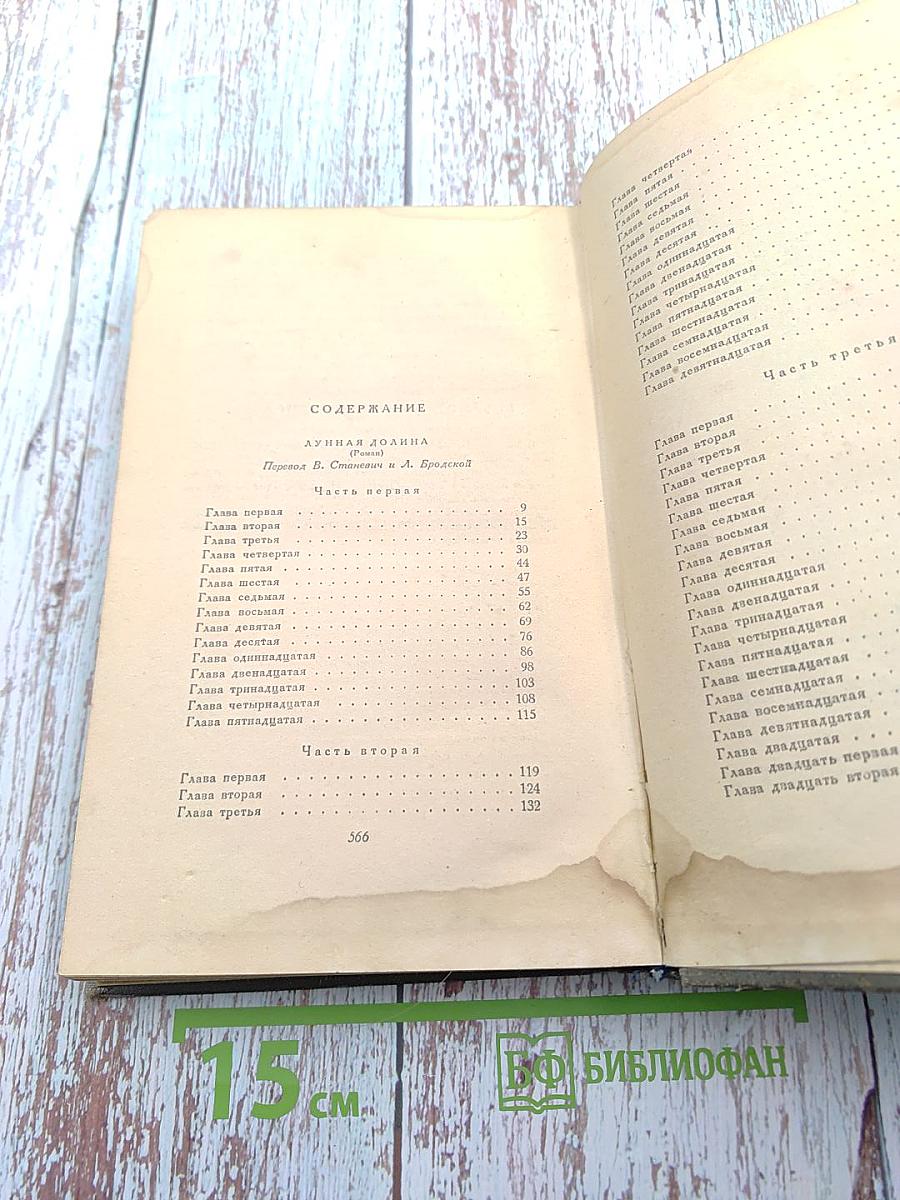 СОДЕРЖАНИЕ
ЛУННАЯ ДОЛИНА
(Роман)
Перевод В. Станевич и Л. Бродской
Часть первая
Глава первая . . . . . . . . . . . . . . . . 9
Глава вторая . . . . . . . . . . . . . . . . 15
Глава третья . . . . . . . . . . . . . . . . 23
Глава четвертая . . . . . . . . . . . . . . . 30
Глава пятая . . . . . . . . . . . . . . . . 44
Глава шестая . . . . . . . . . . . . . . . . 47
Глава седьмая . . . . . . . . . . . . . . . . 55
Глава восьмая . . . . . . . . . . . . . . . . 62
Глава девятая . . . . . . . . . . . . . . . . 69
Глава десятая . . . . . . . . . . . . . . . . 76
Глава одиннадцатая . . . . . . . . . . . . . . 86
Глава двенадцатая . . . . . . . . . . . . . . 98
Глава тринадцатая . . . . . . . . . . . . . . 103
Глава четырнадцатая . . . . . . . . . . . . . 108
Глава пятнадцатая . . . . . . . . . . . . . . 115
Часть вторая
Глава первая . . . . . . . . . . . . . . . . 119
Глава вторая . . . . . . . . . . . . . . . . 124
Глава третья . . . . . . . . . . . . . . . . 132
566
Глава четвертая
Глава пятая
Глава шестая
Глава седьмая
Глава восьмая
Глава девятая
Глава десятая
Глава одиннадцатая
Глава двенадцатая
Глава тринадцатая
Глава четырнадцатая
Глава пятнадцатая
Глава шестнадцатая
Глава семнадцатая
Глава восемнадцатая
Глава девятнадцатая
Часть третья
Глава первая
Глава вторая
Глава третья
Глава четвертая
Глава пятая
Глава шестая
Глава седьмая
Глава восьмая
Глава девятая
Глава десятая
Глава одиннадцатая
Глава двенадцатая
Глава тринадцатая
Глава четырнадцатая
Глава пятнадцатая
Глава шестнадцатая
Глава семнадцатая
Глава восемнадцатая
Глава девятнадцатая
Глава двадцатая
Глава двадцать первая
Глава двадцать вторая
15 см
БФ БИБЛИОФАН